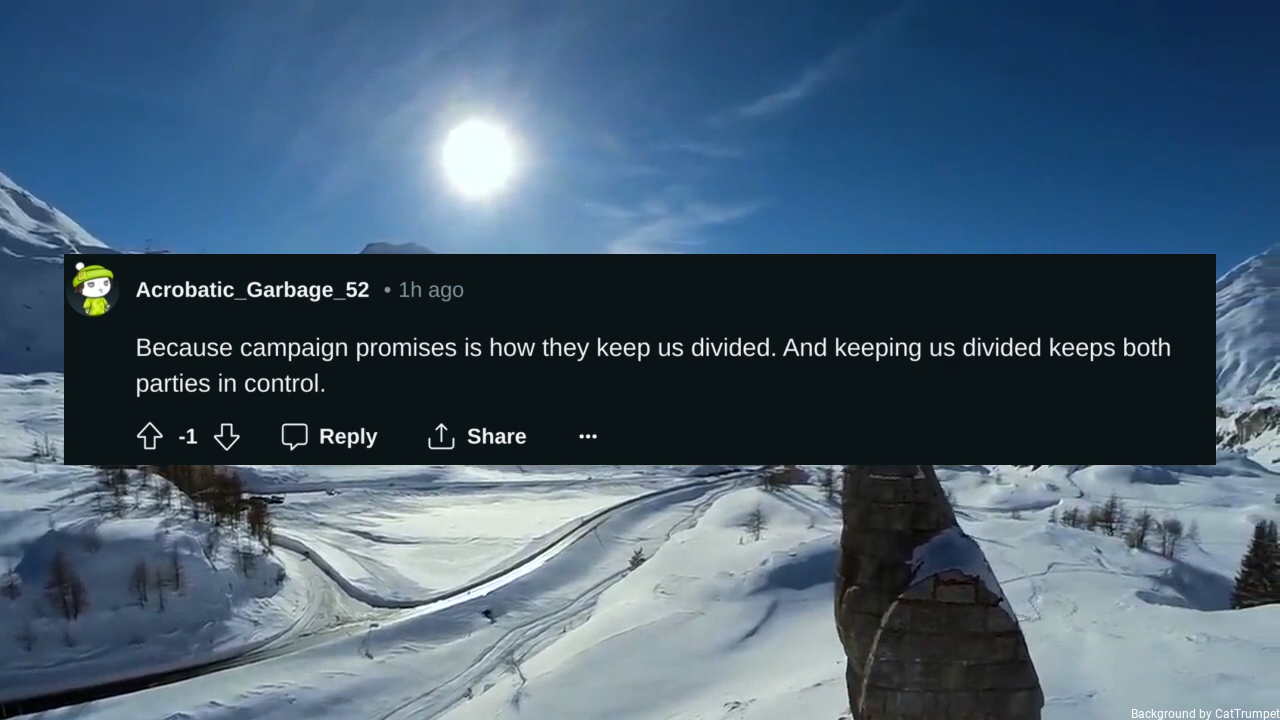 Acrobatic_Garbage_52 • 1h ago
Because campaign promises is how they keep us divided. And keeping us divided keeps both
parties in control.
-1 Reply Share ···
Background by CatTrumpet